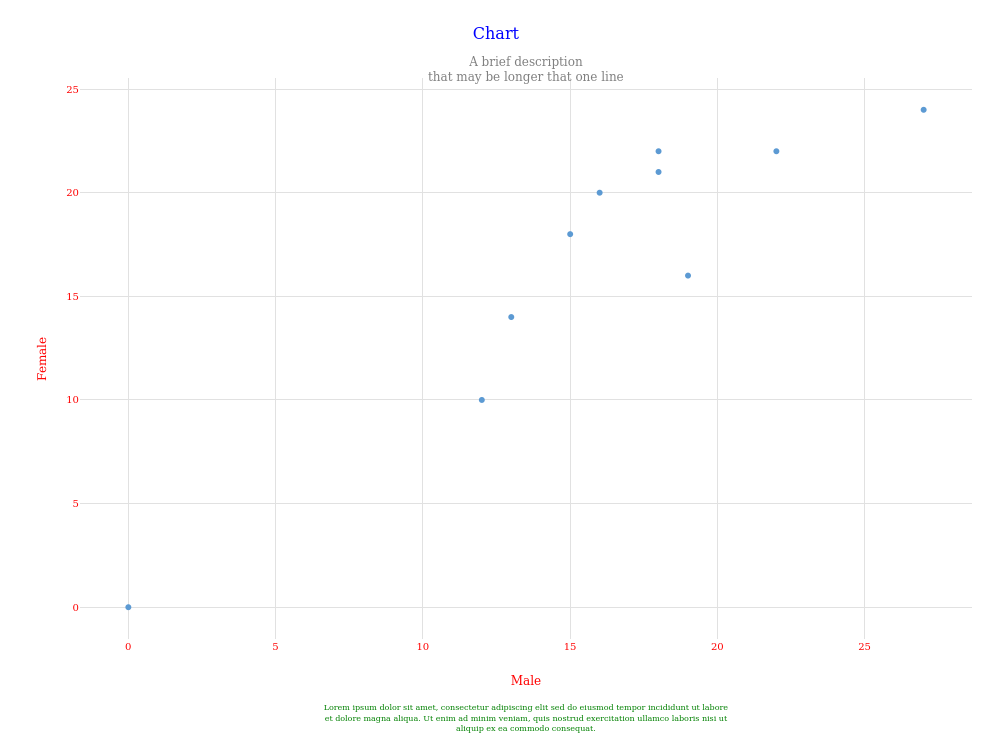 Chart
A brief description
that may be longer that one line
25
20
15
10
5
0
Female
0 5 10 15 20 25
Male
Lorem ipsum dolor sit amet, consectetur adipiscing elit sed do eiusmod tempor incididunt ut labore
et dolore magna aliqua. Ut enim ad minim veniam, quis nostrud exercitation ullamco laboris nisi ut
aliquip ex ea commodo consequat.